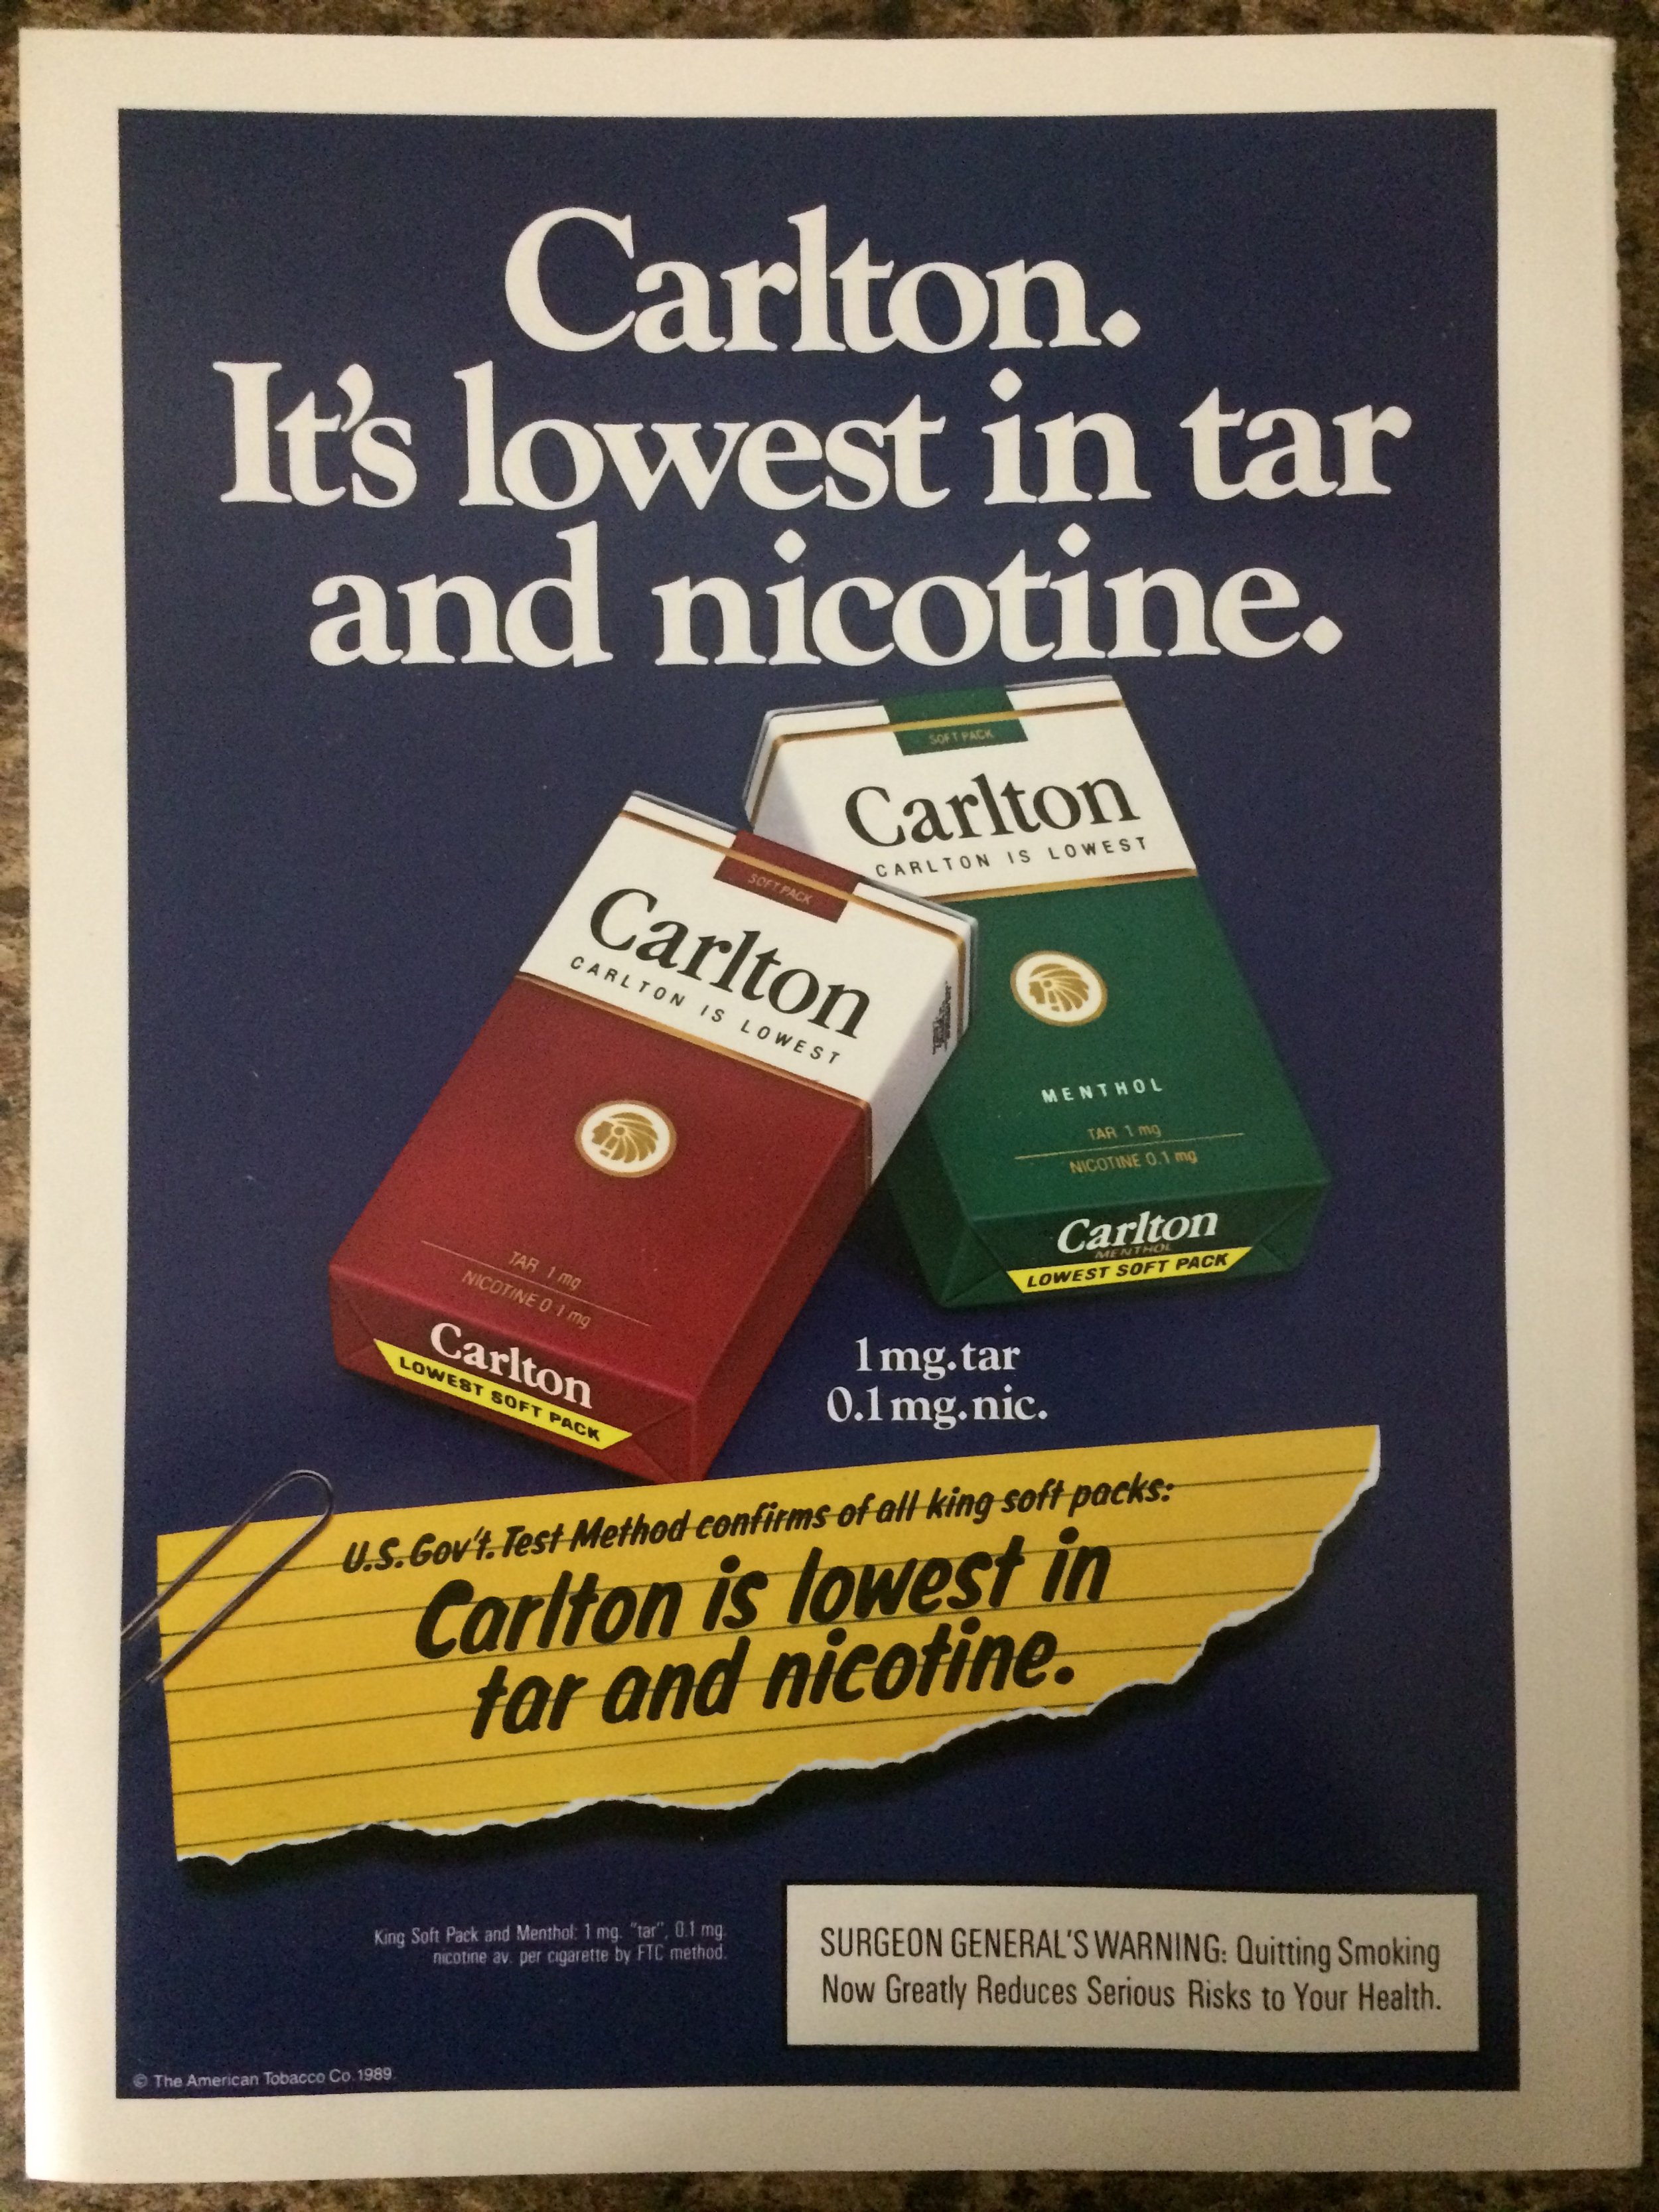 Carlton.
It's lowest in tar
and nicotine.
SOFT PACK
Carlton
CARLTON IS LOWEST
MENTHOL
TAR 1 mg
NICOTINE 0.1 mg
Carlton
MENTHOL
LOWEST SOFT PACK
SOFT PACK
Carlton
CARLTON IS LOWEST
TAR 1 mg
NICOTINE 0.1 mg
Carlton
LOWEST SOFT PACK
1 mg. tar
0.1 mg. nic.
U.S. Gov't. Test Method confirms of all king soft packs:
Carlton is lowest in
tar and nicotine.
King Soft Pack and Menthol: 1 mg. "tar", 0.1 mg.
nicotine av. per cigarette by FTC method.
SURGEON GENERAL'S WARNING: Quitting Smoking
Now Greatly Reduces Serious Risks to Your Health.
© The American Tobacco Co. 1989.